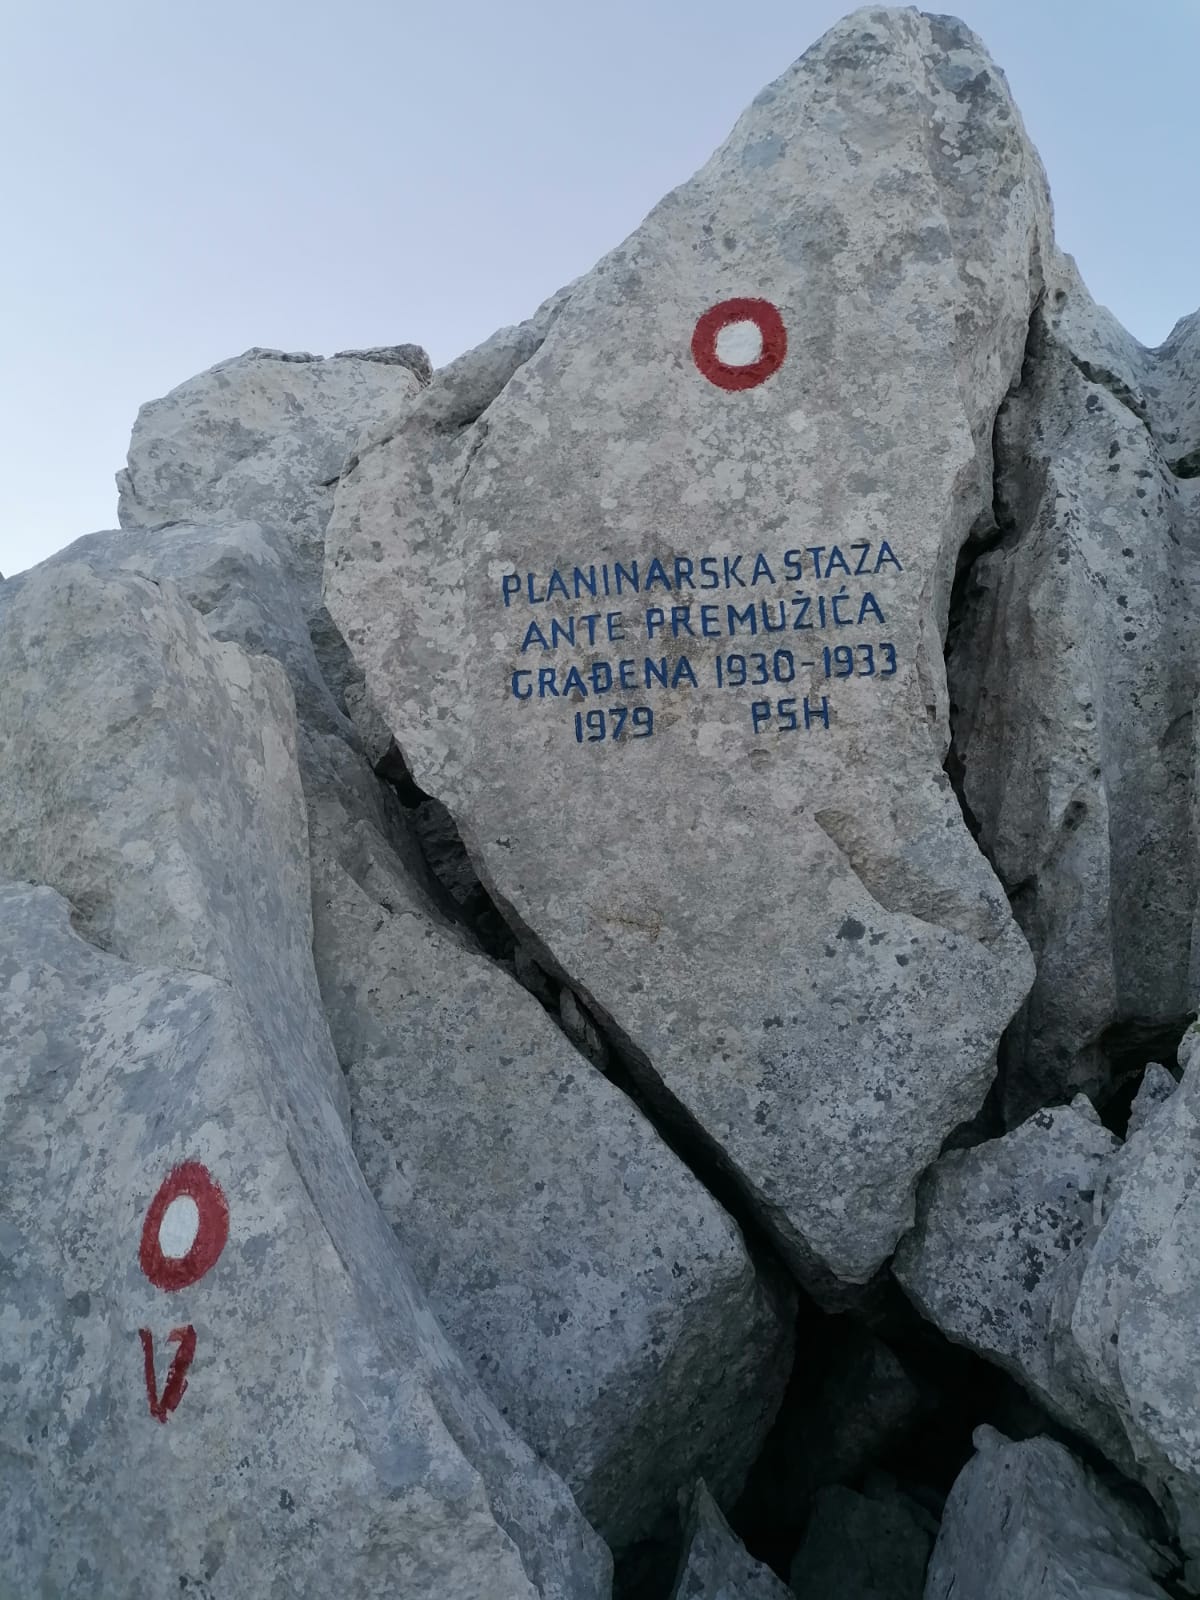 PLANINARSKA STAZA
ANTE PREMUŽIĆA
GRAĐENA 1930-1933
1979 PSH
V